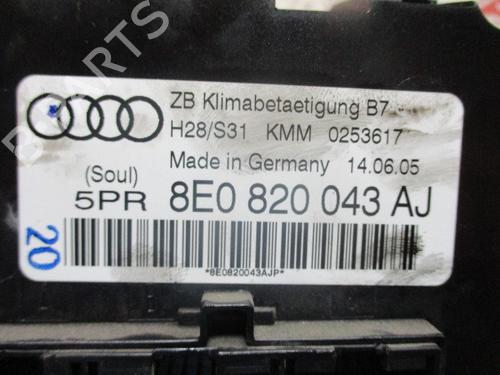 ZB Klimabetaetigung B7
H28/S31 KMM 0253617
Made in Germany 14.06.05
(Soul)
5PR 8E0 820 043 AJ
20
*8E0820043AJP*